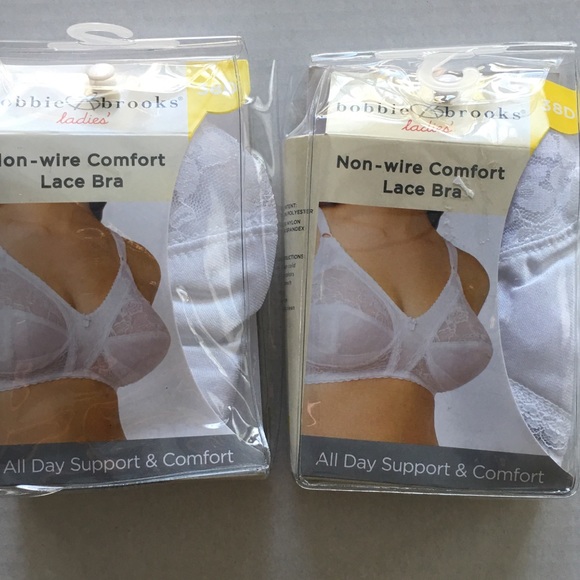 bobbie brooks
ladies'
Non-wire Comfort
Lace Bra
All Day Support & Comfort
bobbie brooks
ladies'
38D
Non-wire Comfort
Lace Bra
POLYESTER
All Day Support & Comfort